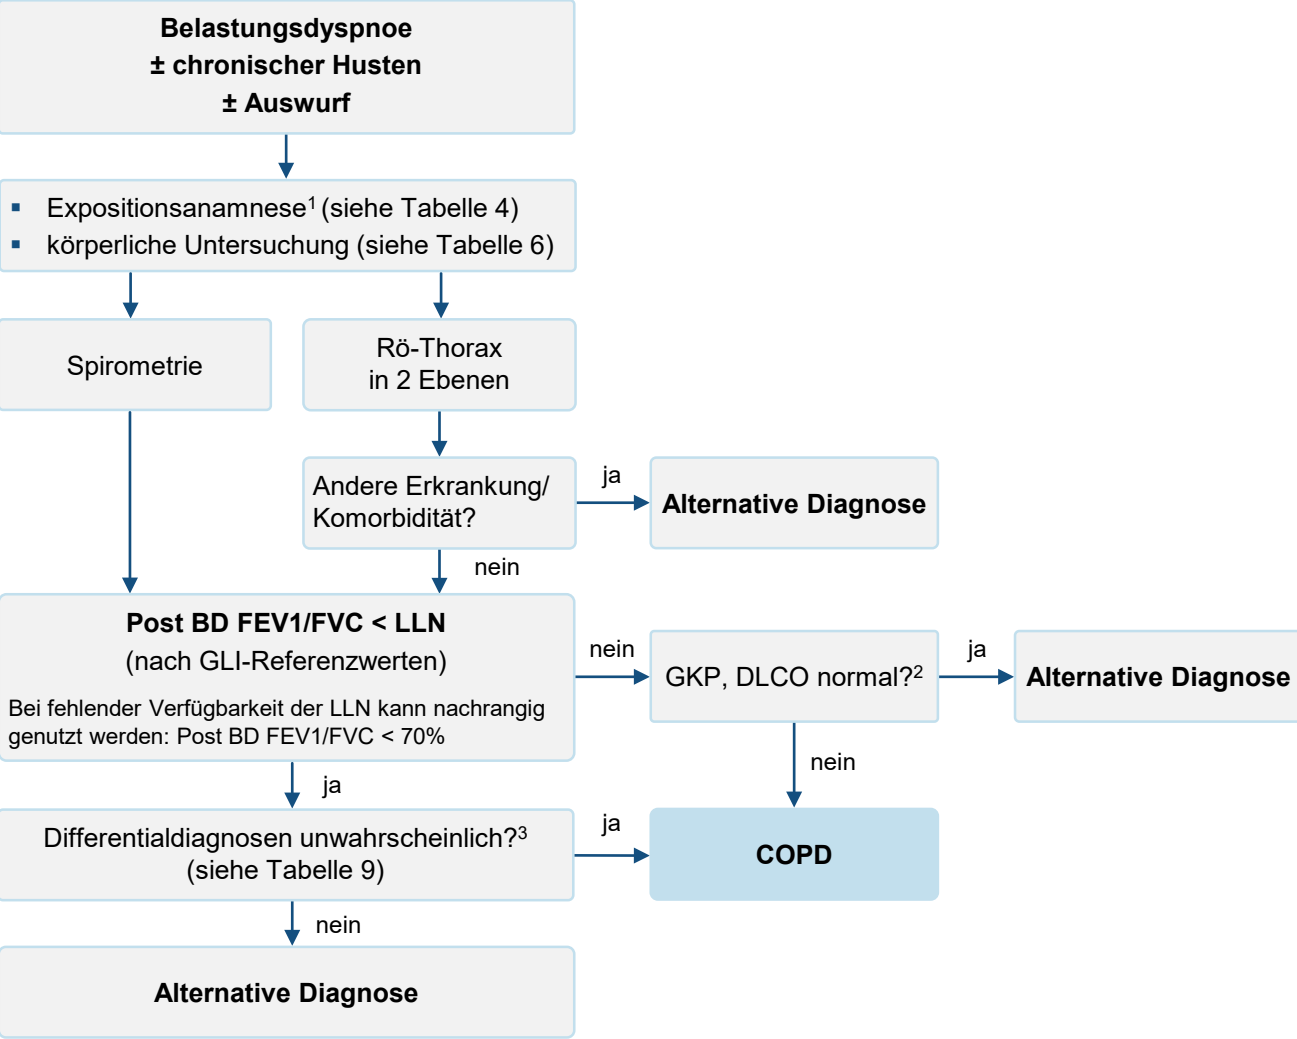 Belastungsdyspnoe
± chronischer Husten
± Auswurf
▪ Expositionsanamnese¹ (siehe Tabelle 4)
▪ körperliche Untersuchung (siehe Tabelle 6)
Spirometrie
Rö-Thorax
in 2 Ebenen
Andere Erkrankung/
Komorbidität?
ja
Alternative Diagnose
nein
Post BD FEV1/FVC < LLN
(nach GLI-Referenzwerten)
Bei fehlender Verfügbarkeit der LLN kann nachrangig
genutzt werden: Post BD FEV1/FVC < 70%
nein
GKP, DLCO normal?²
ja
Alternative Diagnose
nein
ja
Differentialdiagnosen unwahrscheinlich?³
(siehe Tabelle 9)
ja
COPD
nein
Alternative Diagnose